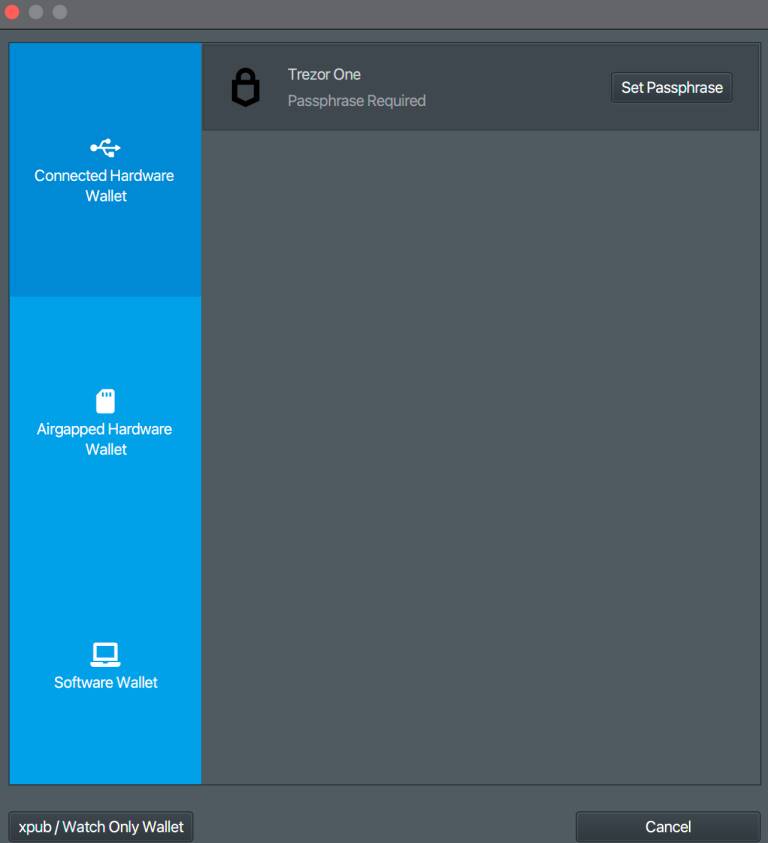 Connected Hardware
Wallet
Airgapped Hardware
Wallet
Software Wallet
Trezor One
Passphrase Required
Set Passphrase
xpub / Watch Only Wallet
Cancel